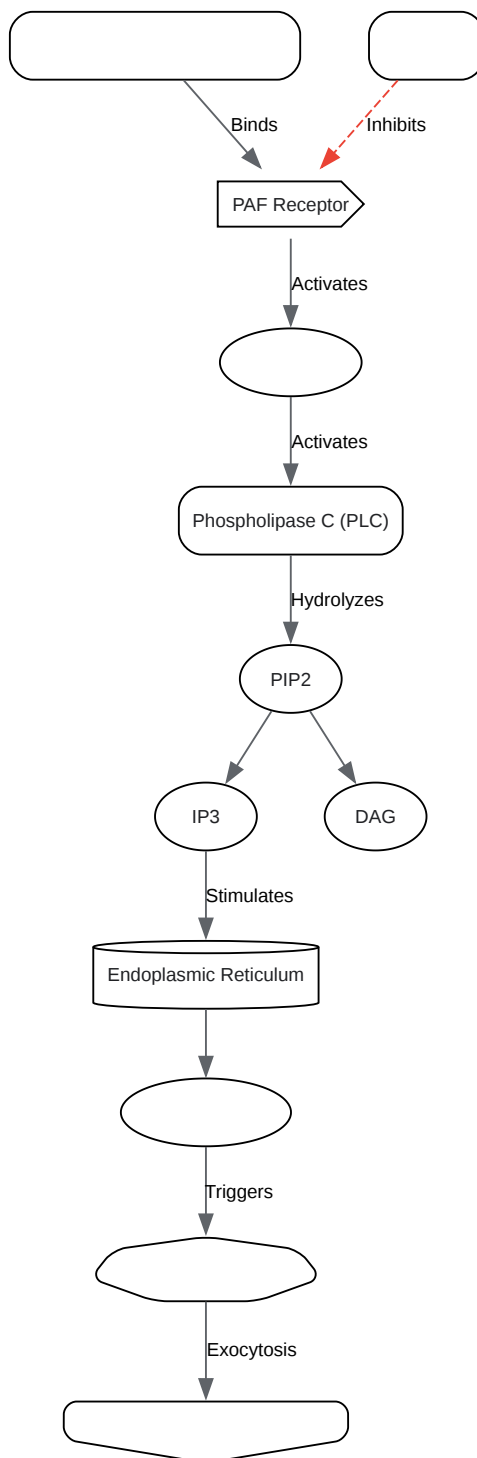 Binds
Inhibits
PAF Receptor
Activates
Activates
Phospholipase C (PLC)
Hydrolyzes
PIP2
IP3
DAG
Stimulates
Endoplasmic Reticulum
Triggers
Exocytosis